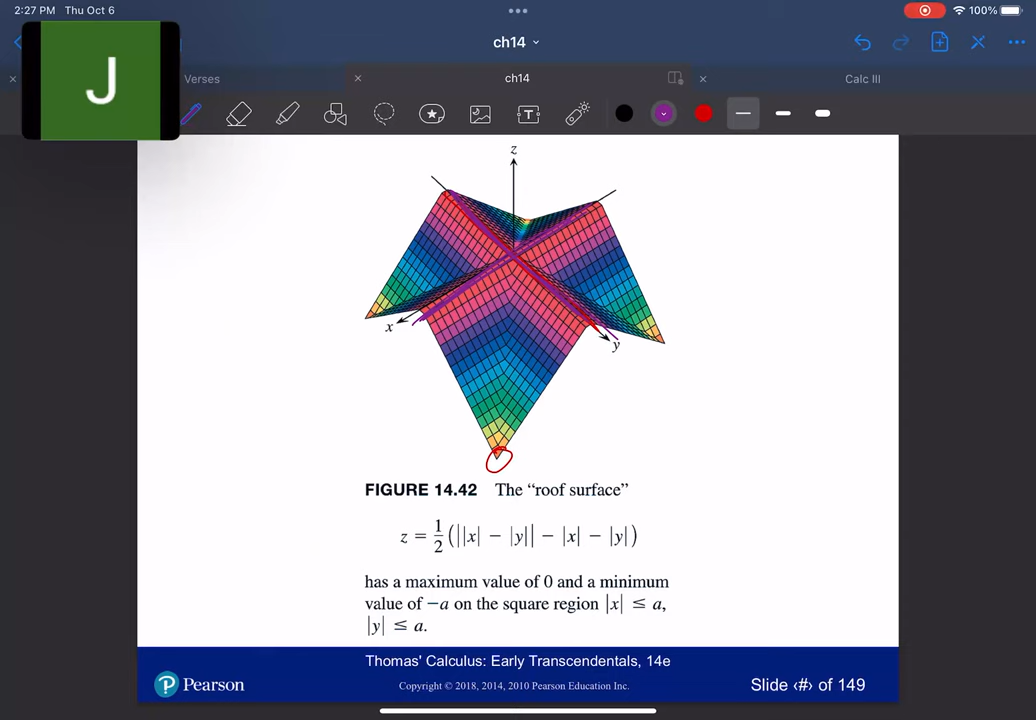 2:27 PM Thu Oct 6
100%
ch14
J
Verses
ch14
Calc III
T
z
x
y
FIGURE 14.42 The “roof surface”
z = 1/2 (||x| − |y|| − |x| − |y|)
has a maximum value of 0 and a minimum
value of −a on the square region |x| ≤ a,
|y| ≤ a.
Thomas' Calculus: Early Transcendentals, 14e
P Pearson
Copyright © 2018, 2014, 2010 Pearson Education Inc.
Slide ‹#› of 149